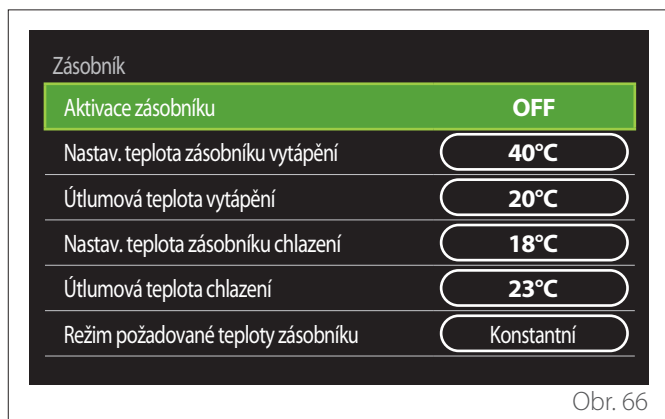 Zásobník
Aktivace zásobníku OFF
Nastav. teplota zásobníku vytápění 40°C
Útlumová teplota vytápění 20°C
Nastav. teplota zásobníku chlazení 18°C
Útlumová teplota chlazení 23°C
Režim požadované teploty zásobníku Konstantní
Obr. 66